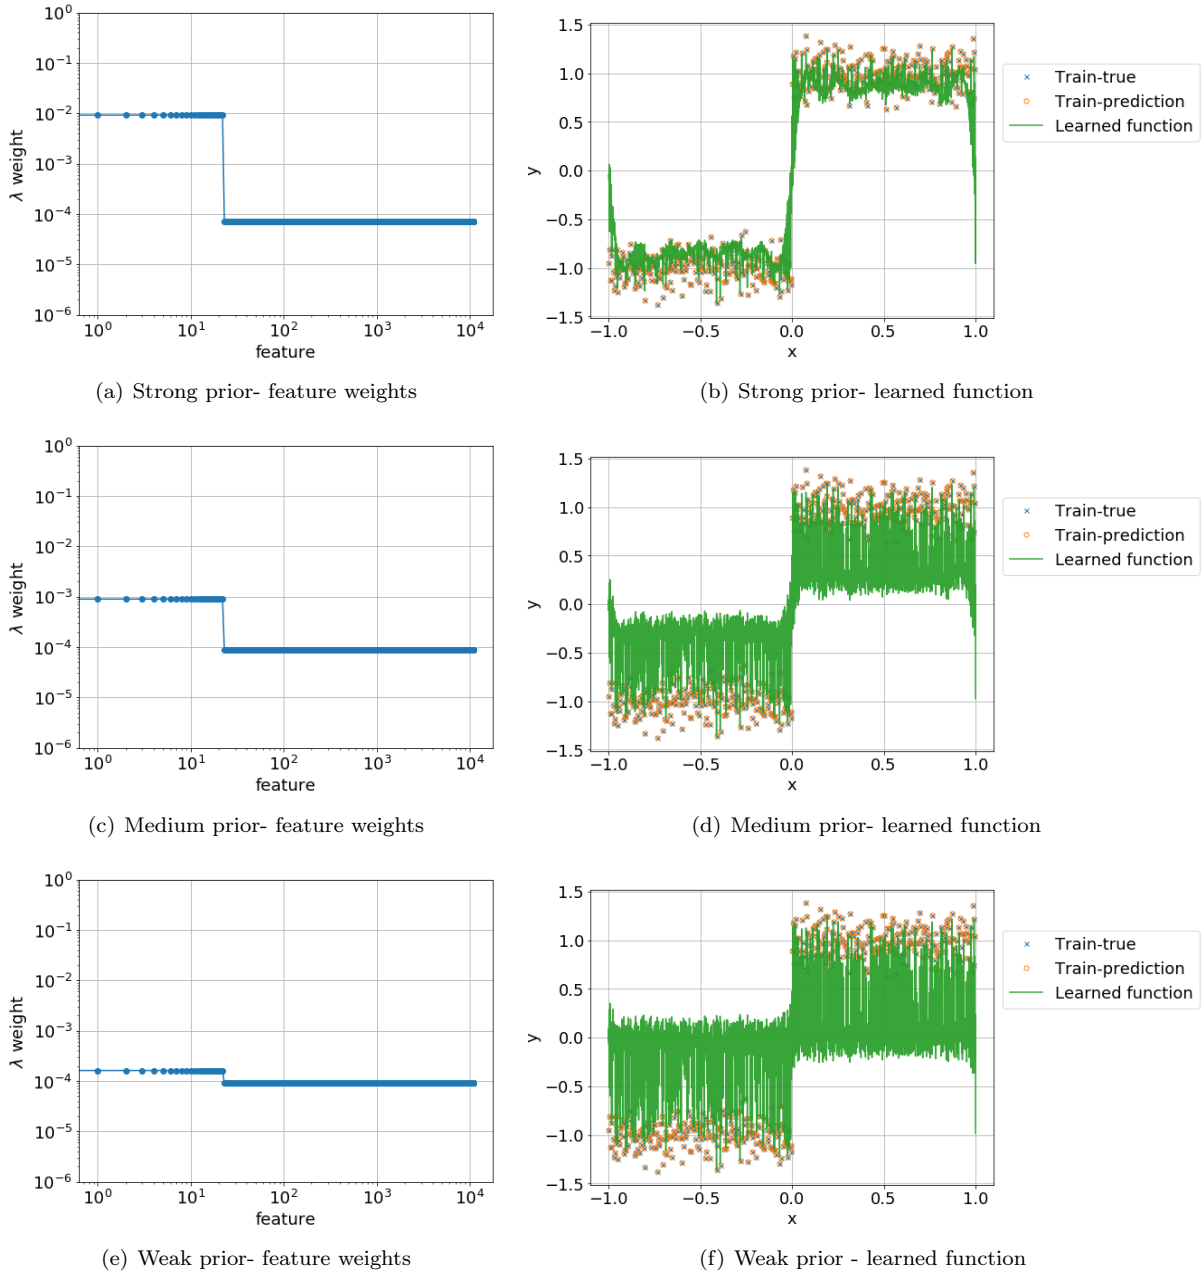 10^0
10^-1
10^-2
10^-3
10^-4
10^-5
10^-6
λ weight
10^0 10^1 10^2 10^3 10^4
feature
1.5
1.0
0.5
0.0
−0.5
−1.0
−1.5
y
−1.0 −0.5 0.0 0.5 1.0
x
Train-true
Train-prediction
Learned function
(a) Strong prior- feature weights
(b) Strong prior- learned function
10^0
10^-1
10^-2
10^-3
10^-4
10^-5
10^-6
λ weight
10^0 10^1 10^2 10^3 10^4
feature
1.5
1.0
0.5
0.0
−0.5
−1.0
−1.5
y
−1.0 −0.5 0.0 0.5 1.0
x
Train-true
Train-prediction
Learned function
(c) Medium prior- feature weights
(d) Medium prior- learned function
10^0
10^-1
10^-2
10^-3
10^-4
10^-5
10^-6
λ weight
10^0 10^1 10^2 10^3 10^4
feature
1.5
1.0
0.5
0.0
−0.5
−1.0
−1.5
y
−1.0 −0.5 0.0 0.5 1.0
x
Train-true
Train-prediction
Learned function
(e) Weak prior- feature weights
(f) Weak prior - learned function